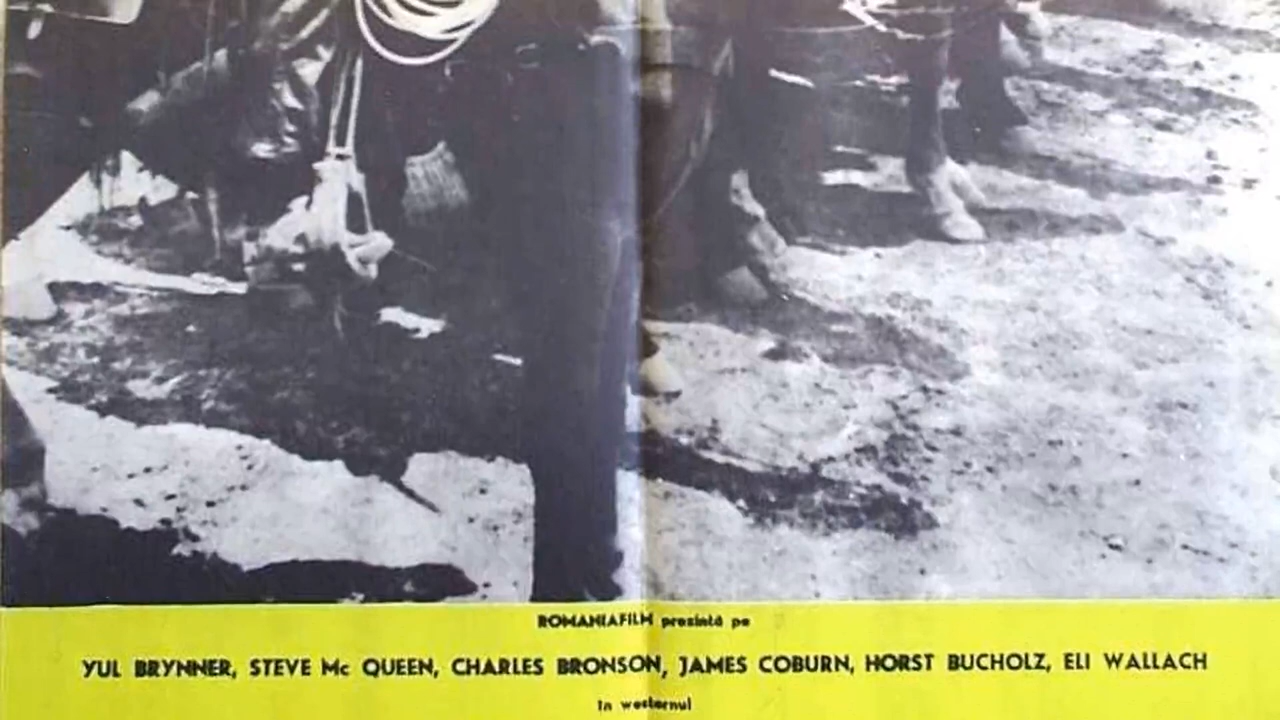 ROMANIAFILM prezintă pe
YUL BRYNNER, STEVE Mc QUEEN, CHARLES BRONSON, JAMES COBURN, HORST BUCHOLZ, ELI WALLACH
în westernul